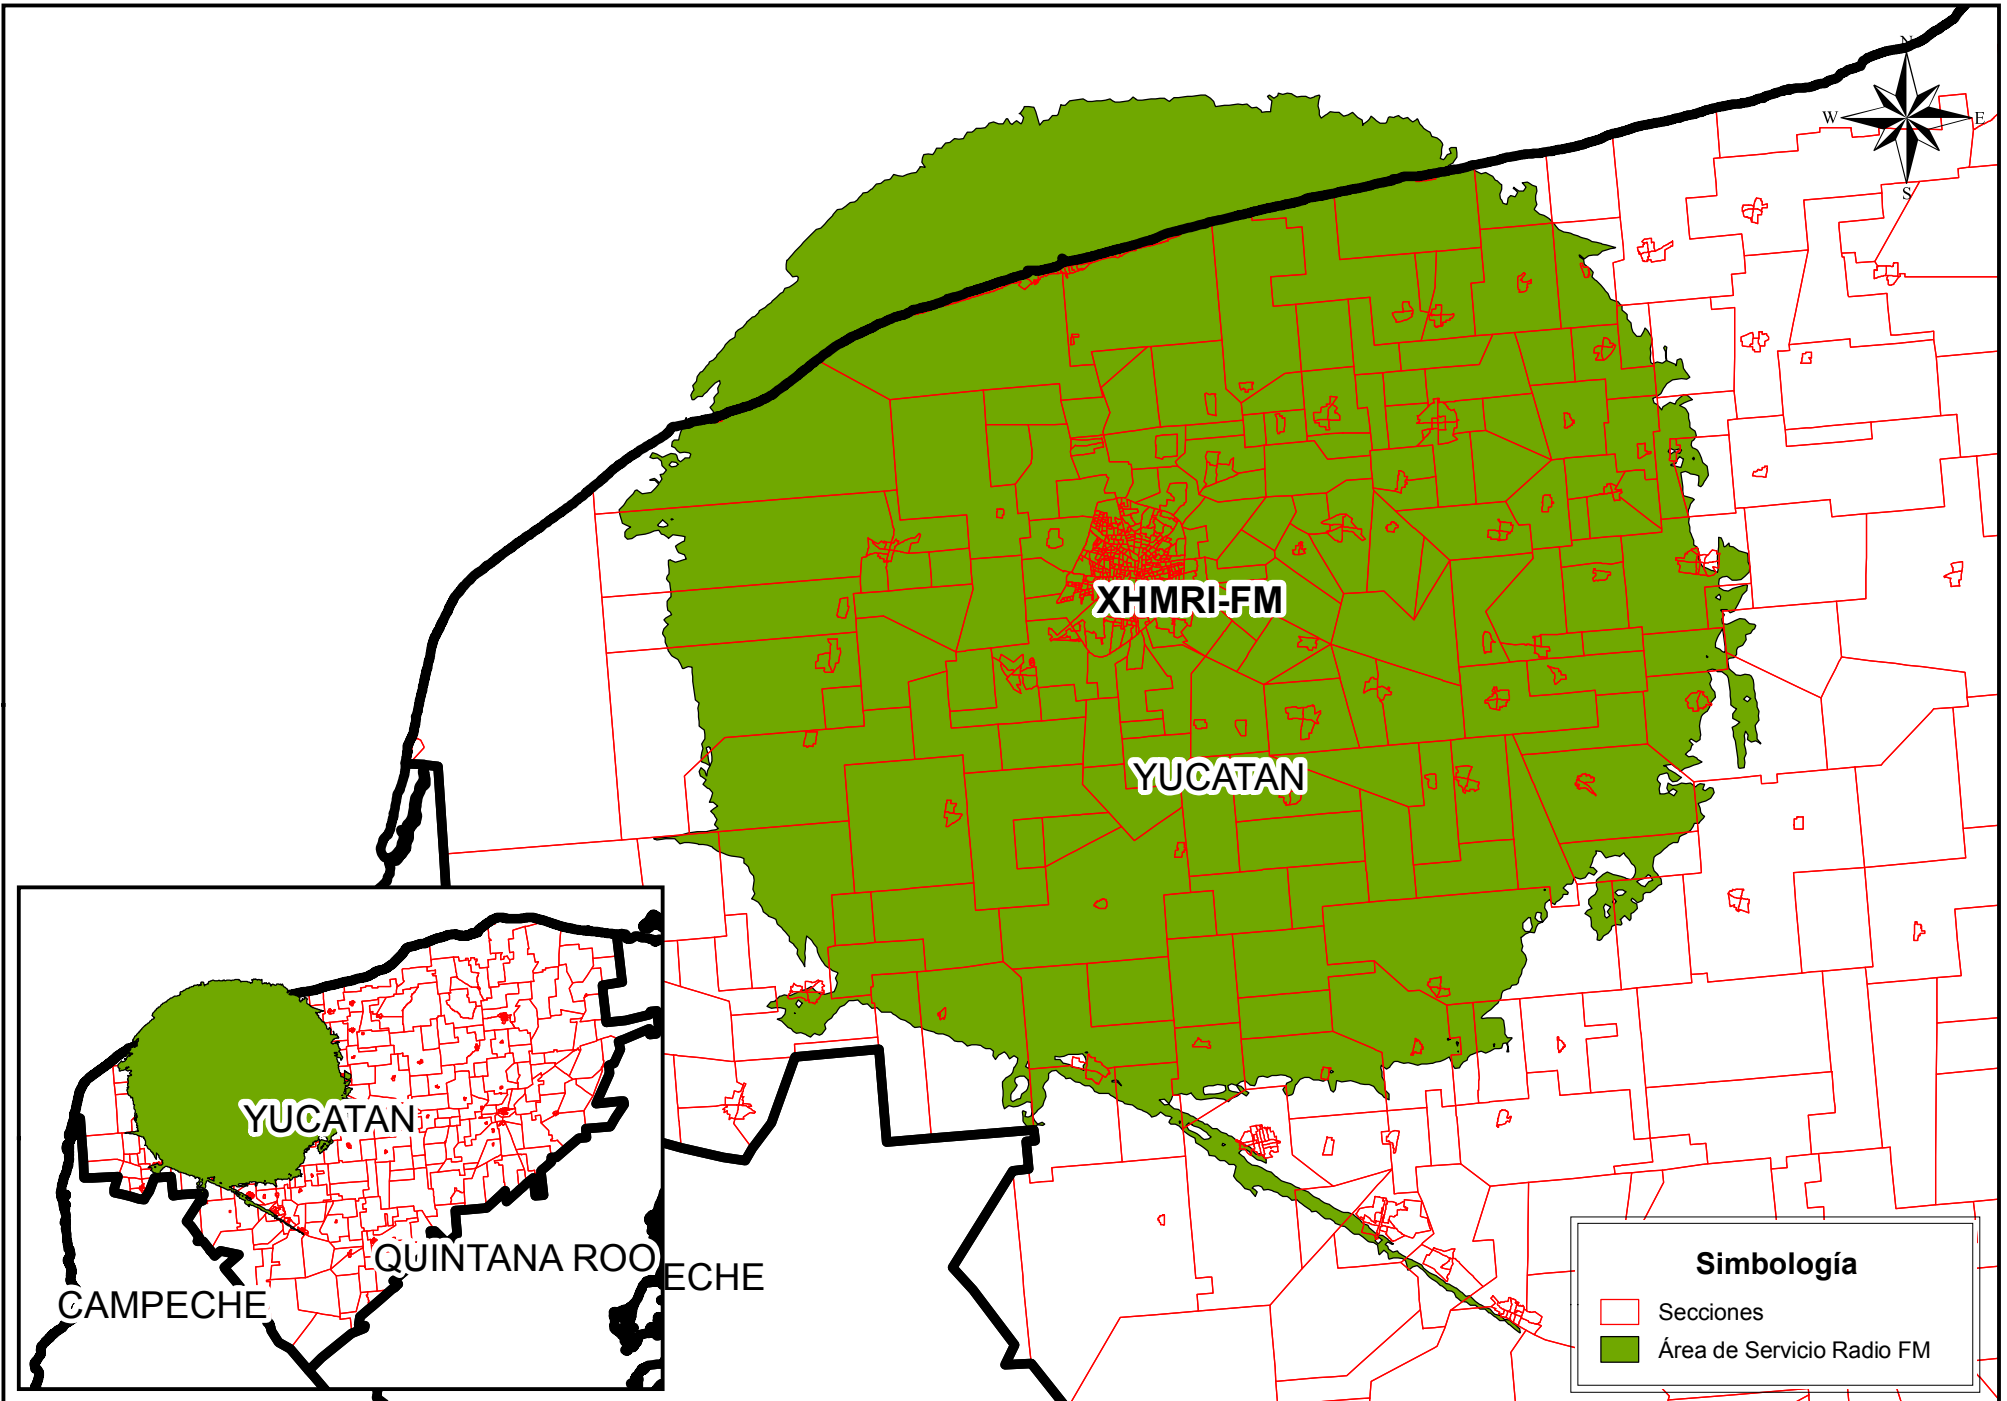 N
W
E
S
XHMRI-FM
YUCATAN
YUCATAN
QUINTANA ROO
ECHE
CAMPECHE
Simbología
Secciones
Área de Servicio Radio FM